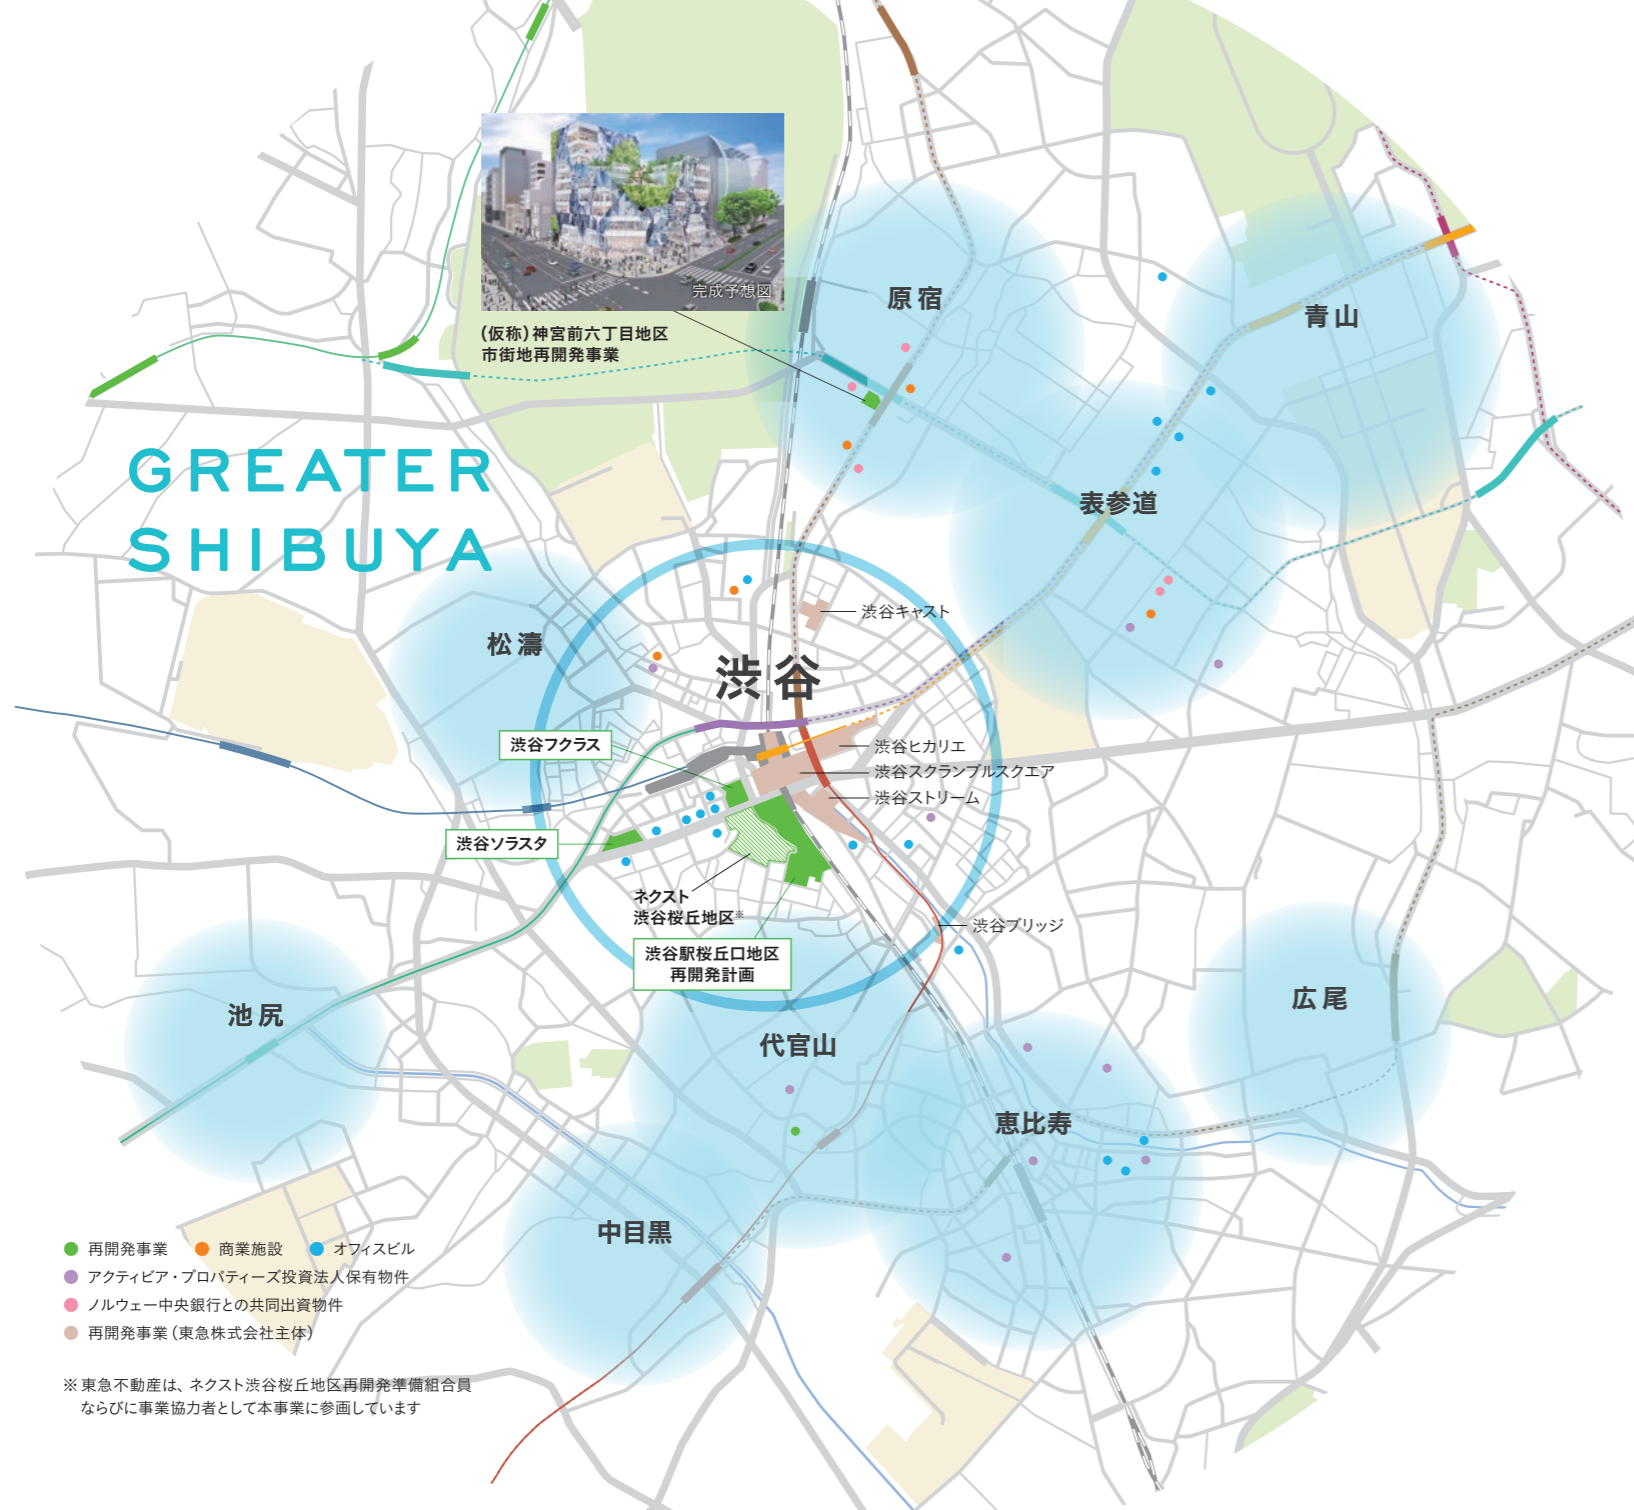 完成予想図
(仮称)神宮前六丁目地区
市街地再開発事業
原宿
青山
GREATER
SHIBUYA
表参道
松濤
渋谷キャスト
渋谷
渋谷フクラス
渋谷ヒカリエ
渋谷スクランブルスクエア
渋谷ストリーム
渋谷ソラスタ
ネクスト
渋谷桜丘地区※
渋谷ブリッジ
渋谷駅桜丘口地区
再開発計画
池尻
広尾
代官山
恵比寿
中目黒
再開発事業 商業施設 オフィスビル
アクティビア・プロパティーズ投資法人保有物件
ノルウェー中央銀行との共同出資物件
再開発事業(東急株式会社主体)
※東急不動産は、ネクスト渋谷桜丘地区再開発準備組合員
ならびに事業協力者として本事業に参画しています